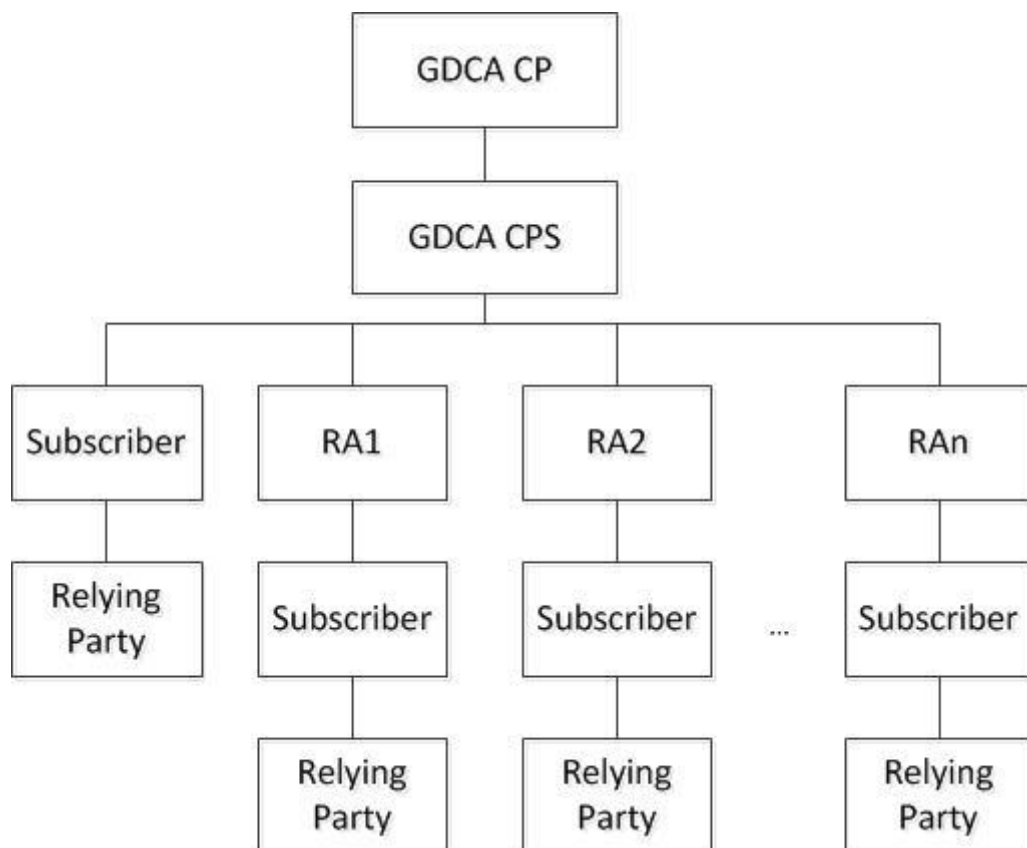 GDCA CP
GDCA CPS
Subscriber
RA1
RA2
RAn
Relying
Party
Subscriber
Subscriber
...
Subscriber
Relying
Party
Relying
Party
Relying
Party